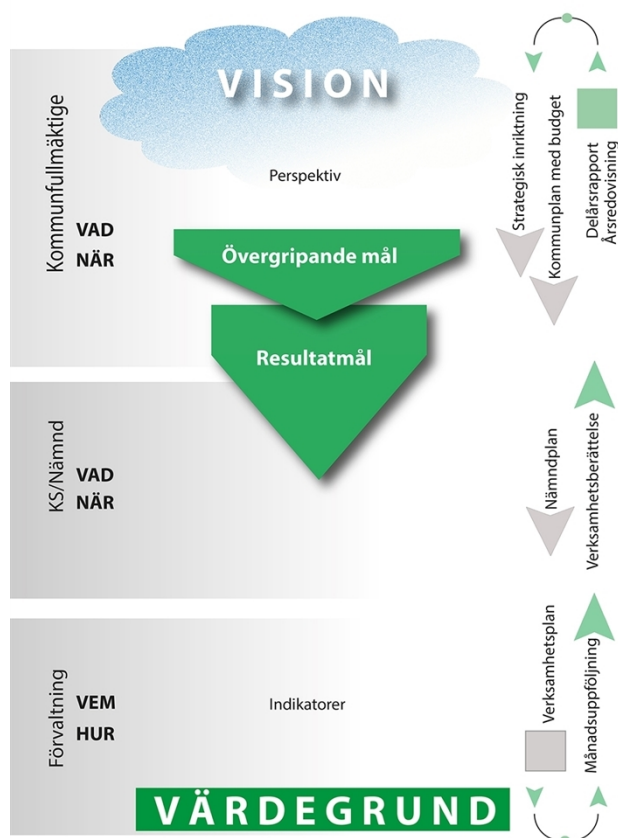 VISION
Perspektiv
Kommunfullmäktige
VAD
NÄR
Övergripande mål
Resultatmål
Strategisk inriktning
Kommunplan med budget
Delårsrapport
Årsredovisning
KS/Nämnd
VAD
NÄR
Nämndplan
Verksamhetsberättelse
Förvaltning
VEM
HUR
Indikatorer
Verksamhetsplan
Månadsuppföljning
VÄRDEGRUND